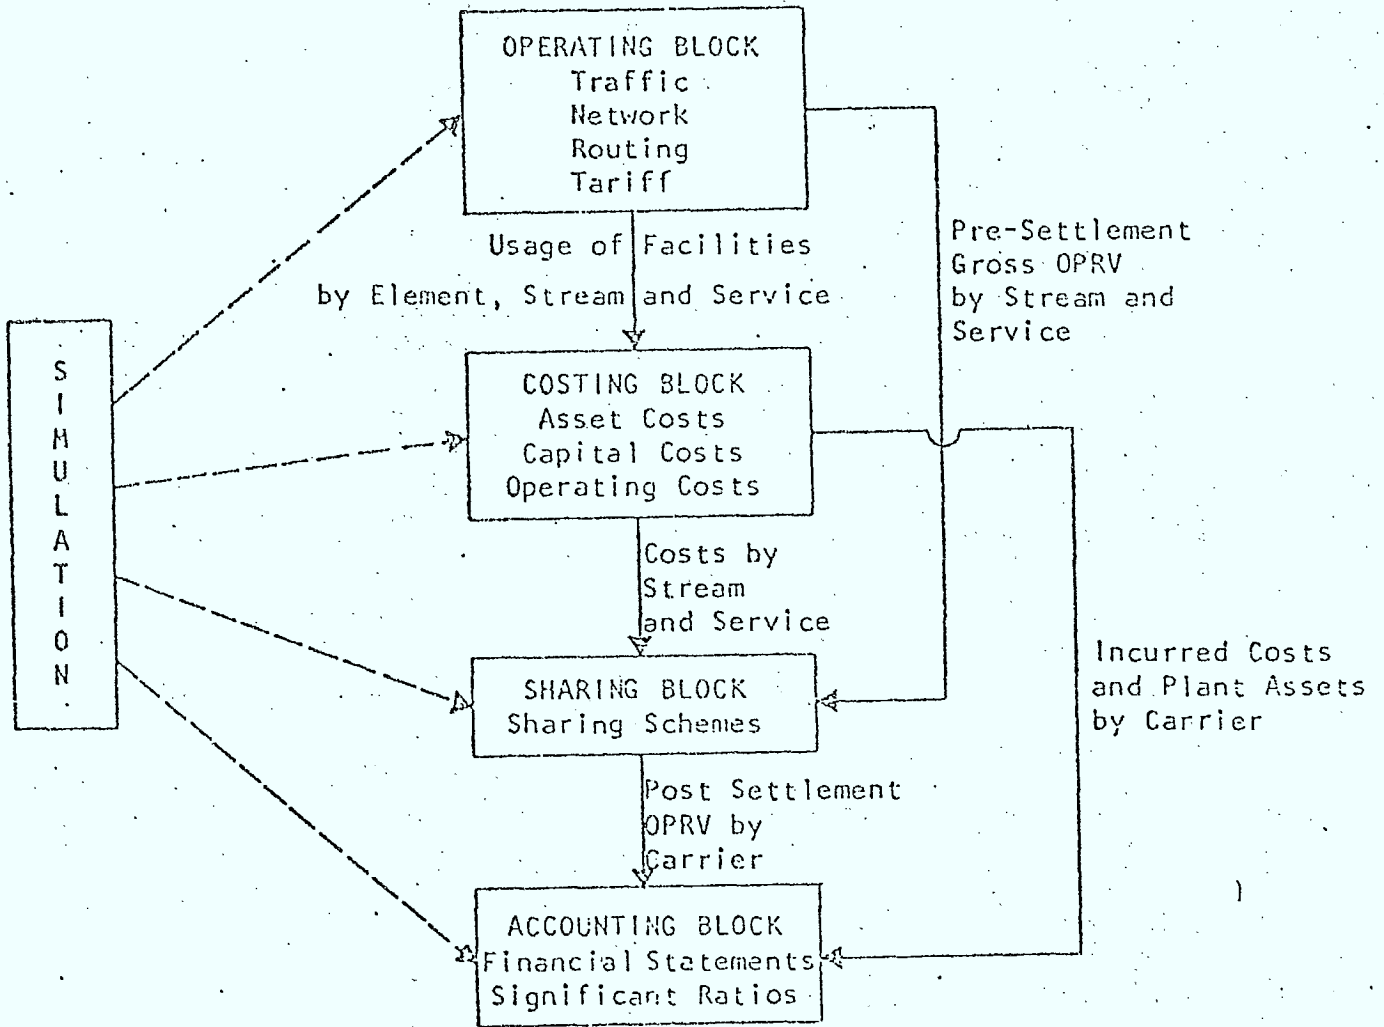 OPERATING BLOCK
Traffic
Network
Routing
Tariff
Usage of Facilities
by Element, Stream and Service
Pre-Settlement
Gross OPRV
by Stream and
Service
SIMULATION
COSTING BLOCK
Asset Costs
Capital Costs
Operating Costs
Costs by
Stream
and Service
Incurred Costs
and Plant Assets
by Carrier
SHARING BLOCK
Sharing Schemes
Post Settlement
OPRV by
Carrier
ACCOUNTING BLOCK
Financial Statements
Significant Ratios